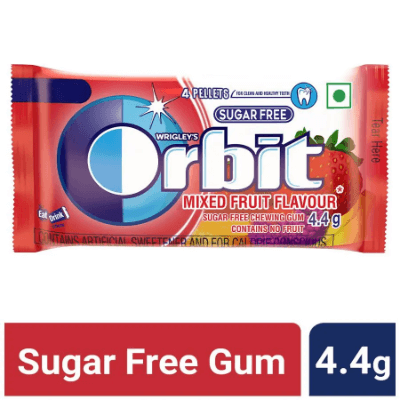 4 PELLETS
FOR CLEAN AND HEALTHY TEETH
SUGAR FREE
Tear Here
WRIGLEY'S
Orbit
MIXED FRUIT FLAVOUR
SUGAR FREE CHEWING GUM
CONTAINS NO FRUIT
4.4 g
Eat Drink
CONTAINS ARTIFICIAL SWEETENER AND FOR CALORIE CONSCIOUS
Sugar Free Gum
4.4g